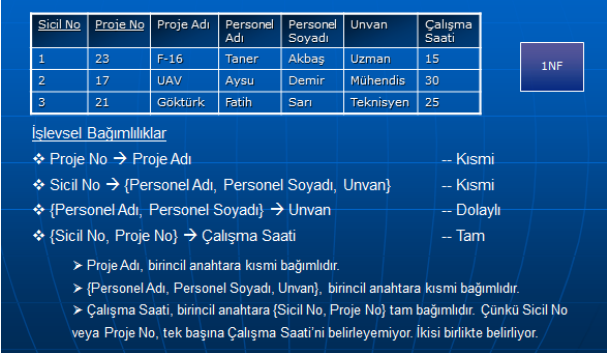 Sicil No Proje No Proje Adı Personel Adı Personel Soyadı Unvan Çalışma Saati
1 23 F-16 Taner Akbaş Uzman 15
2 17 UAV Aysu Demir Mühendis 30
3 21 Göktürk Fatih Sarı Teknisyen 25
1NF
İşlevsel Bağımlılıklar
❖ Proje No → Proje Adı -- Kısmi
❖ Sicil No → {Personel Adı, Personel Soyadı, Unvan} -- Kısmi
❖ {Personel Adı, Personel Soyadı} → Unvan -- Dolaylı
❖ {Sicil No, Proje No} → Çalışma Saati -- Tam
➢ Proje Adı, birincil anahtara kısmi bağımlıdır.
➢ {Personel Adı, Personel Soyadı, Unvan}, birincil anahtara kısmi bağımlıdır.
➢ Çalışma Saati, birincil anahtara {Sicil No, Proje No} tam bağımlıdır. Çünkü Sicil No
veya Proje No, tek başına Çalışma Saati’ni belirleyemiyor. İkisi birlikte belirliyor.